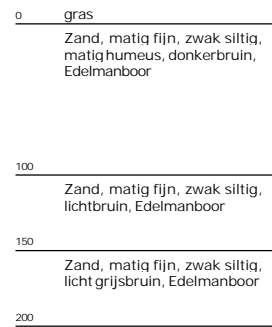 0 gras
Zand, matig fijn, zwak siltig,
matig humeus, donkerbruin,
Edelmanboor
100
Zand, matig fijn, zwak siltig,
lichtbruin, Edelmanboor
150
Zand, matig fijn, zwak siltig,
licht grijsbruin, Edelmanboor
200